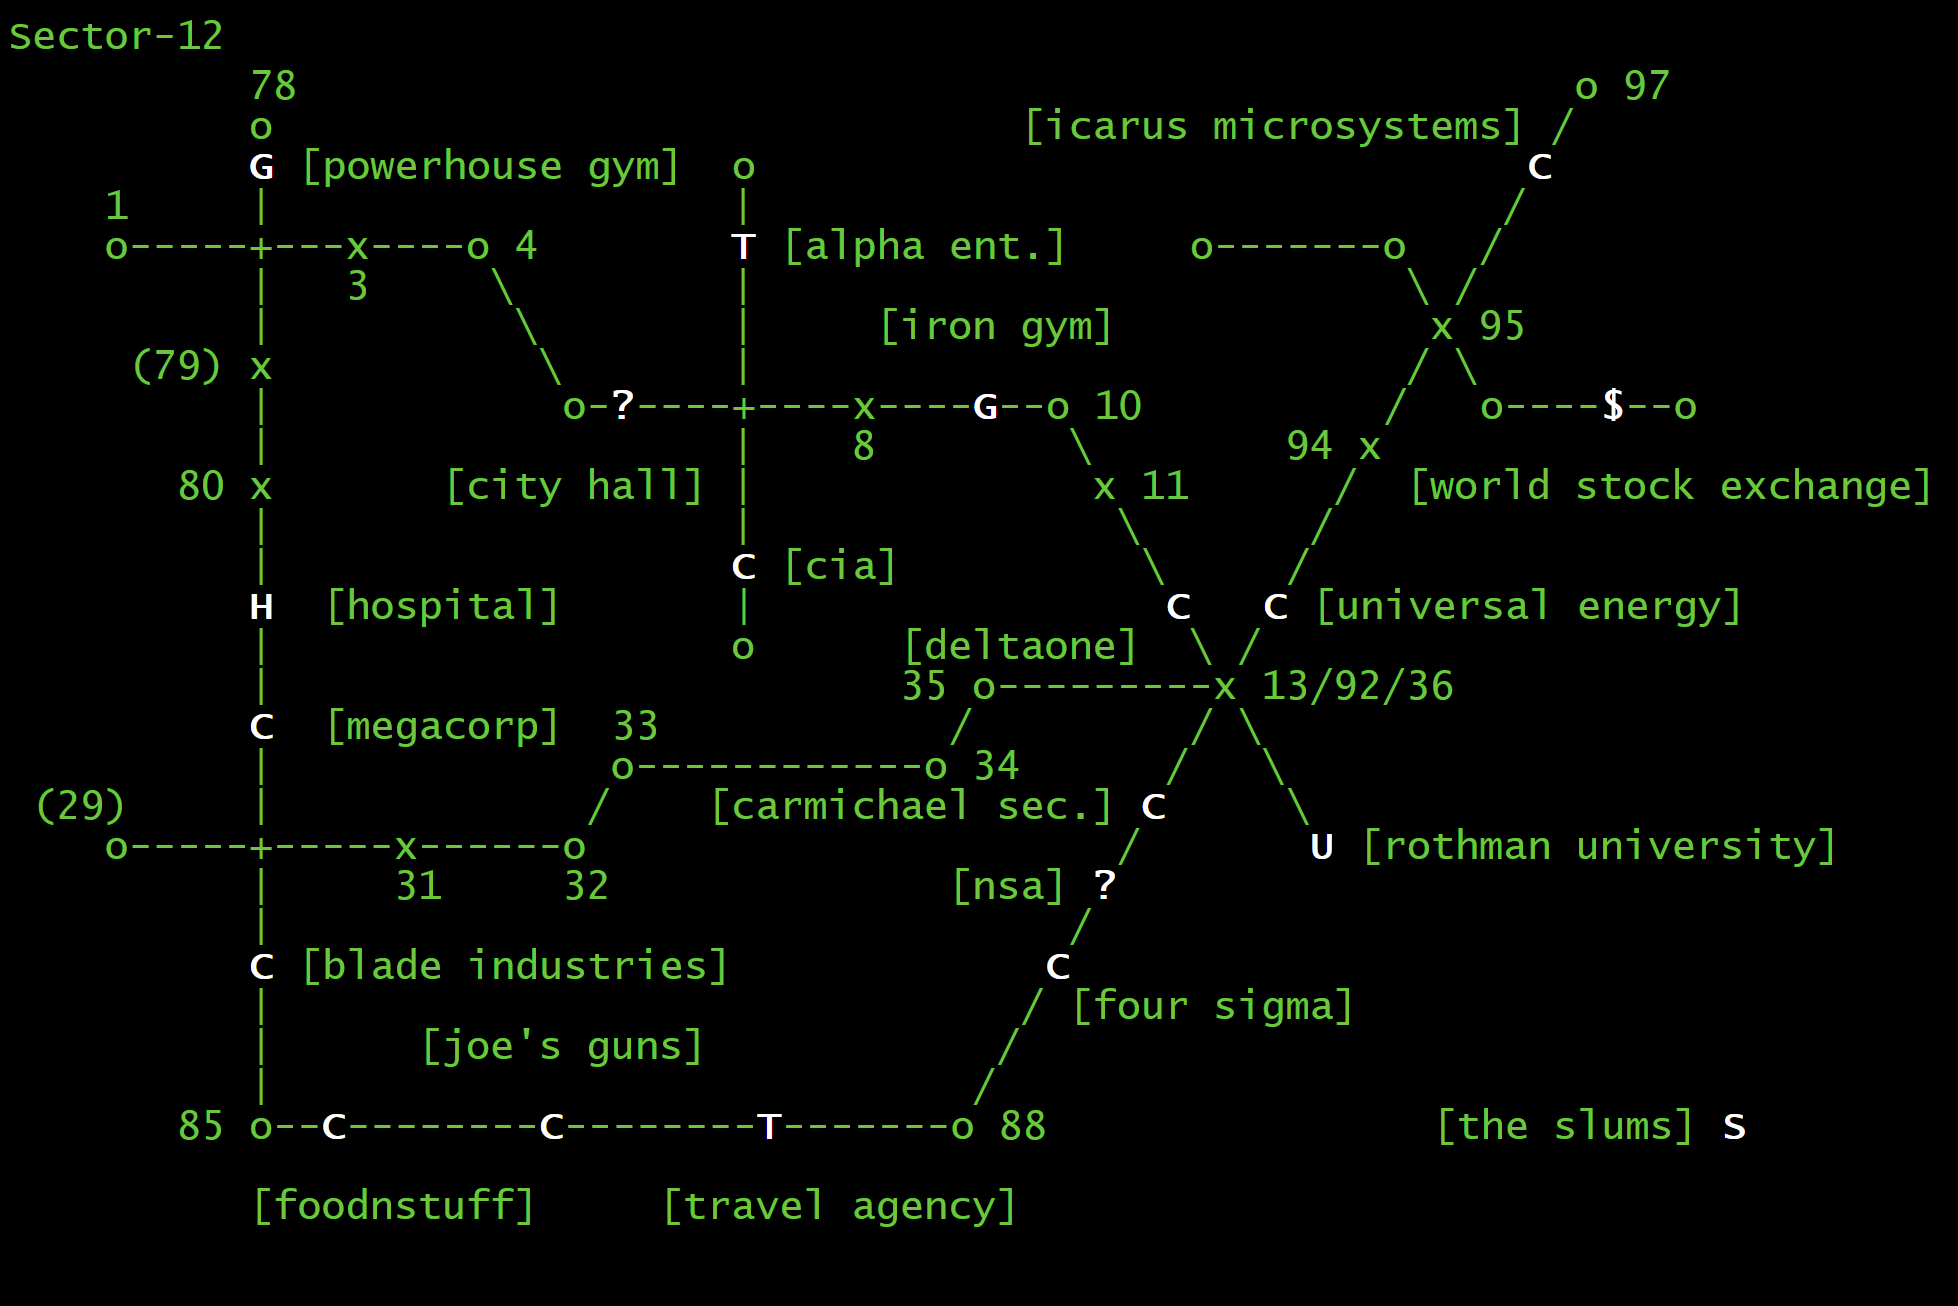 Sector-12
78
o 97
o
[icarus microsystems] /
G [powerhouse gym] o
C
1
| | /
o-----+---x----o 4
T [alpha ent.]
o-------o
/
| 3 \ | \ /
| \ | [iron gym] x 95
(79) x \ | / \
| o-?----+----x----G--o 10 / o----$--o
| | 8 \ 94 x
80 x [city hall] | x 11 / [world stock exchange]
| | \ /
| C [cia] \ /
H [hospital] | C C [universal energy]
| o [deltaone] \ /
| 35 o---------x 13/92/36
C [megacorp] 33 / / \
| o------------o 34 / \
(29) | / [carmichael sec.] C \
o-----+-----x------o / U [rothman university]
| 31 32 [nsa] ?
| /
C [blade industries] C
| / [four sigma]
| [joe's guns] /
| /
85 o--C--------C--------T-------o 88 [the slums] S
[foodnstuff] [travel agency]